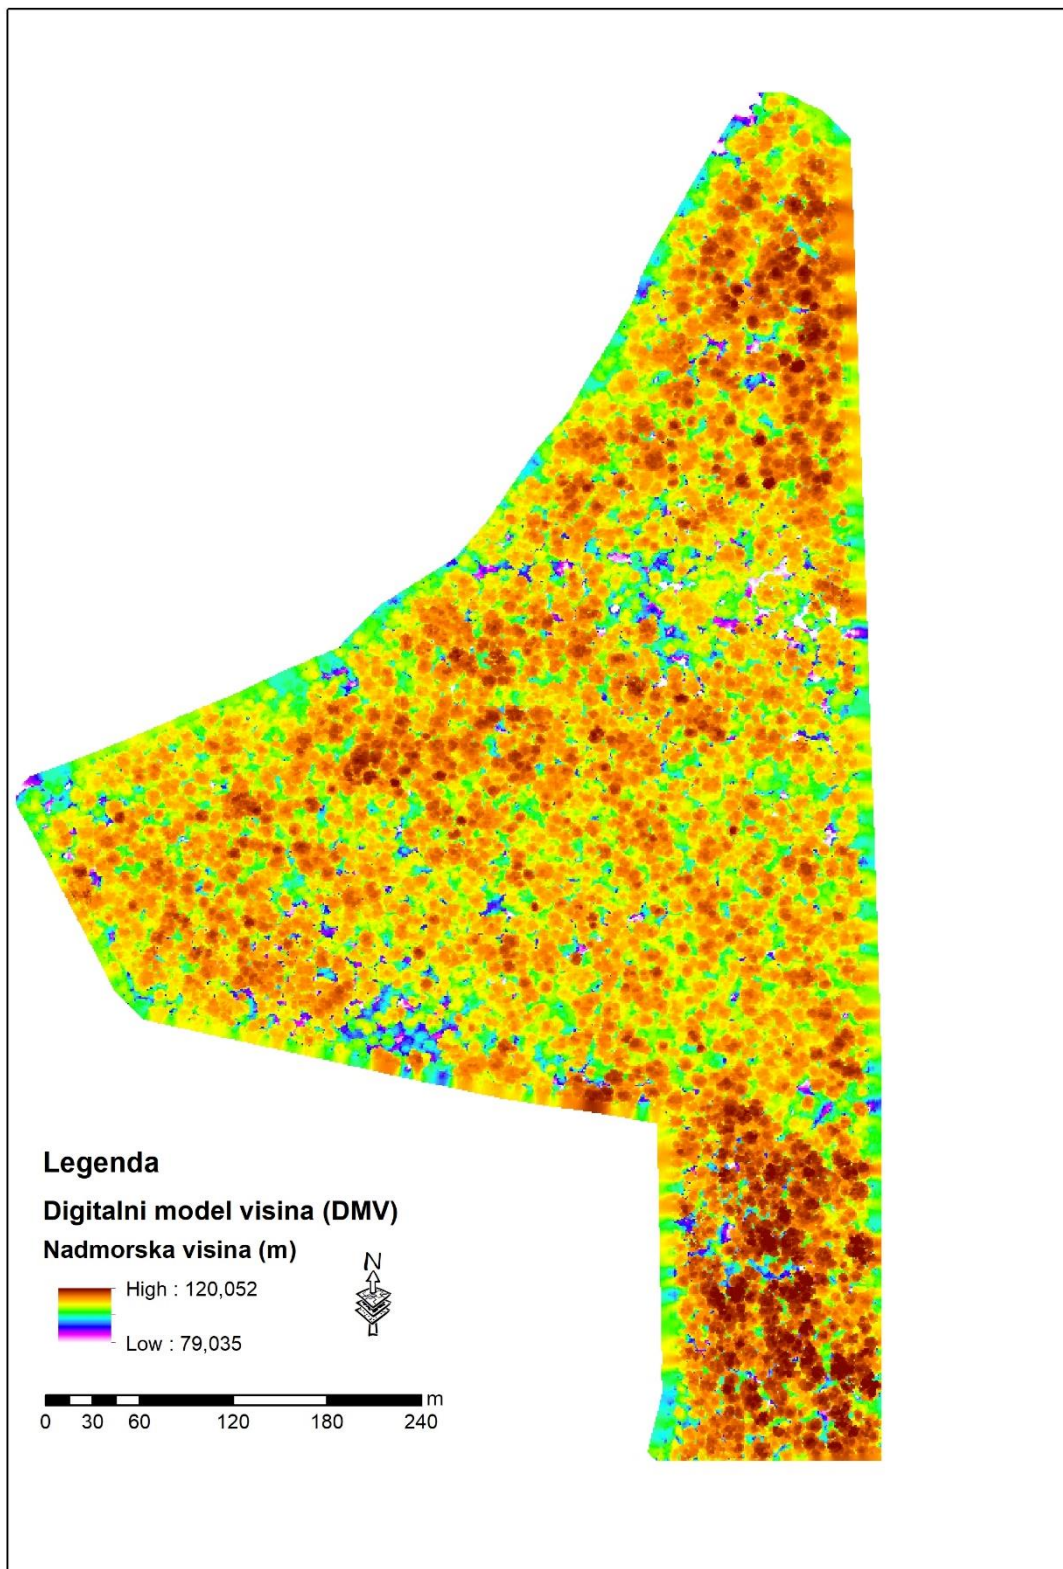 Legenda
Digitalni model visina (DMV)
Nadmorska visina (m)
N
High : 120,052
Low : 79,035
m
0 30 60 120 180 240